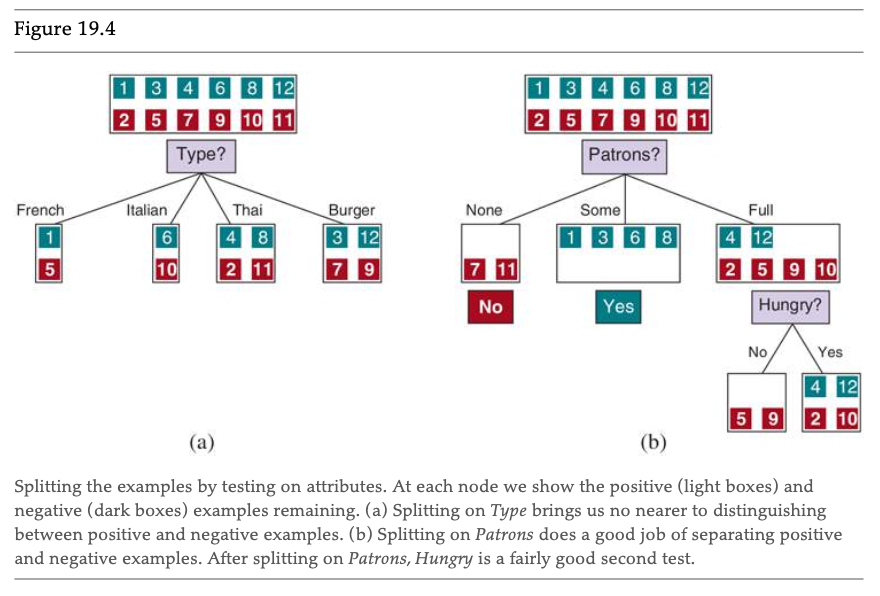 Figure 19.4
1 3 4 6 8 12
2 5 7 9 10 11
Type?
French Italian Thai Burger
1 6 4 8 3 12
5 10 2 11 7 9
(a)
1 3 4 6 8 12
2 5 7 9 10 11
Patrons?
None Some Full
1 3 6 8 4 12
7 11 2 5 9 10
No Yes Hungry?
No Yes
4 12
5 9 2 10
(b)
Splitting the examples by testing on attributes. At each node we show the positive (light boxes) and
negative (dark boxes) examples remaining. (a) Splitting on Type brings us no nearer to distinguishing
between positive and negative examples. (b) Splitting on Patrons does a good job of separating positive
and negative examples. After splitting on Patrons, Hungry is a fairly good second test.